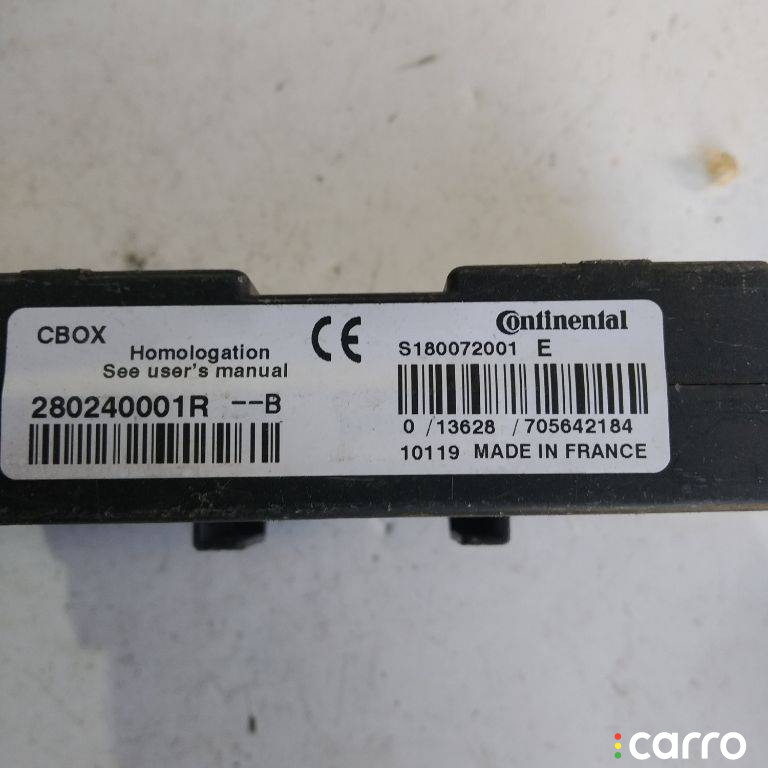 CBOX
Homologation
See user's manual
280240001R --B
CE
Continental
S180072001 E
0 /13628 /705642184
10119 MADE IN FRANCE
carro